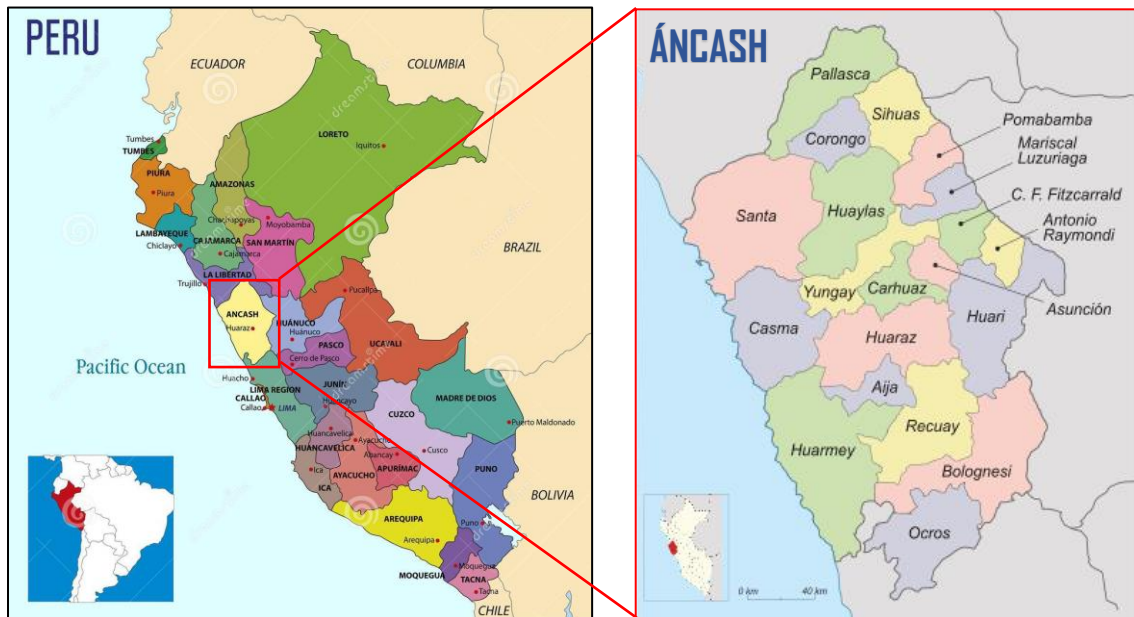 PERU
ECUADOR
COLUMBIA
Tumbes
TUMBES
PIURA
Piura
LORETO
Iquitos
AMAZONAS
Chachapoyas
Moyobamba
LAMBAYEQUE
Chiclayo
CAJAMARCA
Cajamarca
SAN MARTÍN
BRAZIL
LA LIBERTAD
Trujillo
Pucallpa
ANCASH
Huaraz
HUÁNUCO
Huánuco
PASCO
Cerro de Pasco
UCAYALI
Pacific Ocean
Huacho
LIMA REGION
CALLAO
Callao
LIMA
JUNÍN
Huancayo
MADRE DE DIOS
CUZCO
Puerto Maldonado
Huancavelica
HUANCAVELICA
Ayacucho
Abancay
Cusco
Ica
ICA
AYACUCHO
APURÍMAC
PUNO
BOLIVIA
AREQUIPA
Puno
Arequipa
MOQUEGUA
Moquegua
TACNA
Tacna
CHILE
dreamstime
ÁNCASH
Pallasca
Sihuas
Corongo
Pomabamba
Mariscal
Luzuriaga
C. F. Fitzcarrald
Antonio
Raymondi
Santa
Huaylas
Yungay
Carhuaz
Asunción
Casma
Huaraz
Huari
Aija
Recuay
Huarmey
Bolognesi
Ocros
0 km 40 km